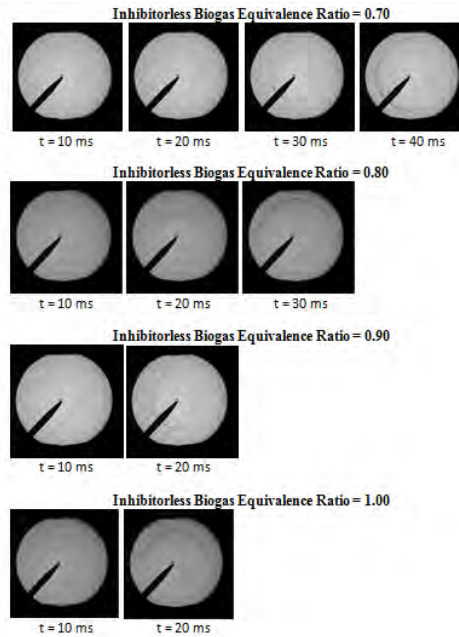 Inhibitorless Biogas Equivalence Ratio = 0.70
t = 10 ms t = 20 ms t = 30 ms t = 40 ms
Inhibitorless Biogas Equivalence Ratio = 0.80
t = 10 ms t = 20 ms t = 30 ms
Inhibitorless Biogas Equivalence Ratio = 0.90
t = 10 ms t = 20 ms
Inhibitorless Biogas Equivalence Ratio = 1.00
t = 10 ms t = 20 ms